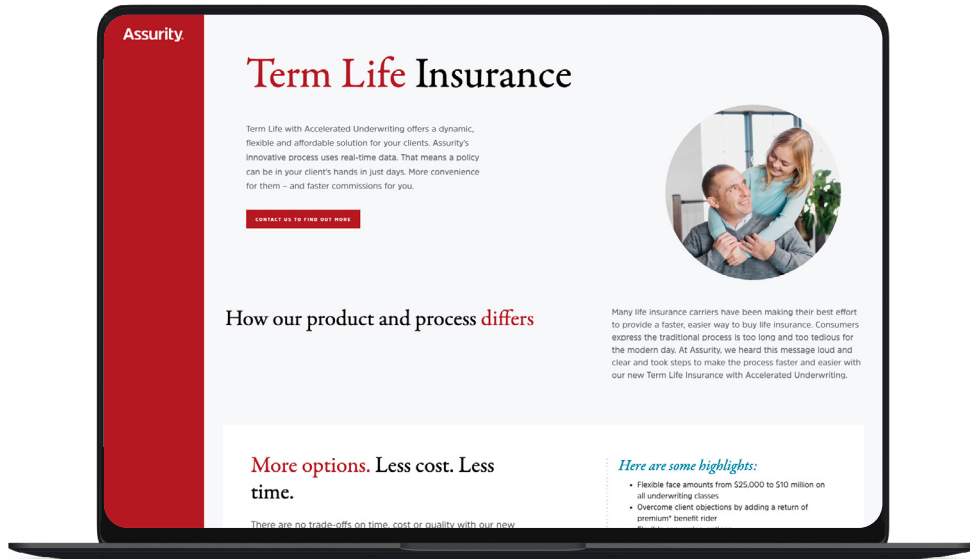 Assurity.
Term Life Insurance
Term Life with Accelerated Underwriting offers a dynamic,
flexible and affordable solution for your clients. Assurity's
innovative process uses real-time data. That means a policy
can be in your client's hands in just days. More convenience
for them – and faster commissions for you.
CONTACT US TO FIND OUT MORE
How our product and process differs
Many life insurance carriers have been making their best effort
to provide a faster, easier way to buy life insurance. Consumers
express the traditional process is too long and too tedious for
the modern day. At Assurity, we heard this message loud and
clear and took steps to make the process faster and easier with
our new Term Life Insurance with Accelerated Underwriting.
More options. Less cost. Less
time.
There are no trade-offs on time, cost or quality with our new
Here are some highlights:
• Flexible face amounts from $25,000 to $10 million on
all underwriting classes
• Overcome client objections by adding a return of
premium* benefit rider